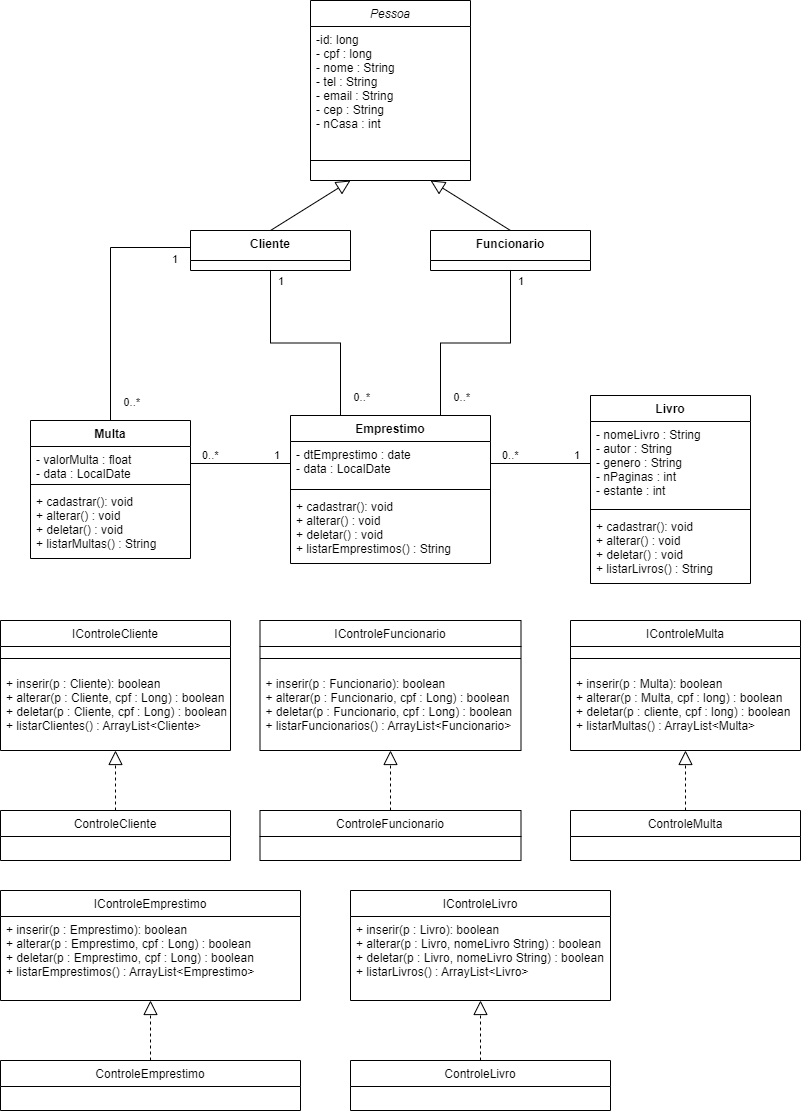 Pessoa
-id: long
- cpf : long
- nome : String
- tel : String
- email : String
- cep : String
- nCasa : int
Cliente
Funcionario
1
1
1
0..*
0..*
0..*
Multa
- valorMulta : float
- data : LocalDate
+ cadastrar(): void
+ alterar() : void
+ deletar() : void
+ listarMultas() : String
0..*
1
Emprestimo
- dtEmprestimo : date
- data : LocalDate
+ cadastrar(): void
+ alterar() : void
+ deletar() : void
+ listarEmprestimos() : String
0..*
1
Livro
- nomeLivro : String
- autor : String
- genero : String
- nPaginas : int
- estante : int
+ cadastrar(): void
+ alterar() : void
+ deletar() : void
+ listarLivros() : String
IControleCliente
+ inserir(p : Cliente): boolean
+ alterar(p : Cliente, cpf : Long) : boolean
+ deletar(p : Cliente, cpf : Long) : boolean
+ listarClientes() : ArrayList<Cliente>
ControleCliente
IControleFuncionario
+ inserir(p : Funcionario): boolean
+ alterar(p : Funcionario, cpf : Long) : boolean
+ deletar(p : Funcionario, cpf : Long) : boolean
+ listarFuncionarios() : ArrayList<Funcionario>
ControleFuncionario
IControleMulta
+ inserir(p : Multa): boolean
+ alterar(p : Multa, cpf : long) : boolean
+ deletar(p : cliente, cpf : long) : boolean
+ listarMultas() : ArrayList<Multa>
ControleMulta
IControleEmprestimo
+ inserir(p : Emprestimo): boolean
+ alterar(p : Emprestimo, cpf : Long) : boolean
+ deletar(p : Emprestimo, cpf : Long) : boolean
+ listarEmprestimos() : ArrayList<Emprestimo>
ControleEmprestimo
IControleLivro
+ inserir(p : Livro): boolean
+ alterar(p : Livro, nomeLivro String) : boolean
+ deletar(p : Livro, nomeLivro String) : boolean
+ listarLivros() : ArrayList<Livro>
ControleLivro